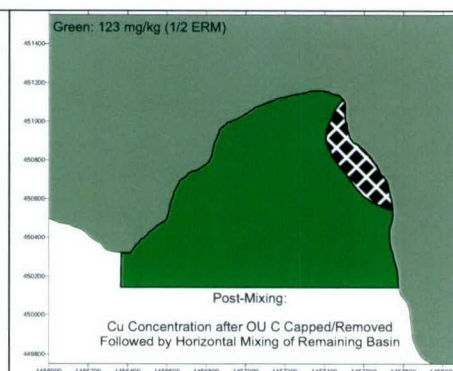 Green: 123 mg/kg (1/2 ERM)
451400
451200
451000
450800
450600
450400
450200
450000
449800
Post-Mixing:
Cu Concentration after OU C Capped/Removed
Followed by Horizontal Mixing of Remaining Basin